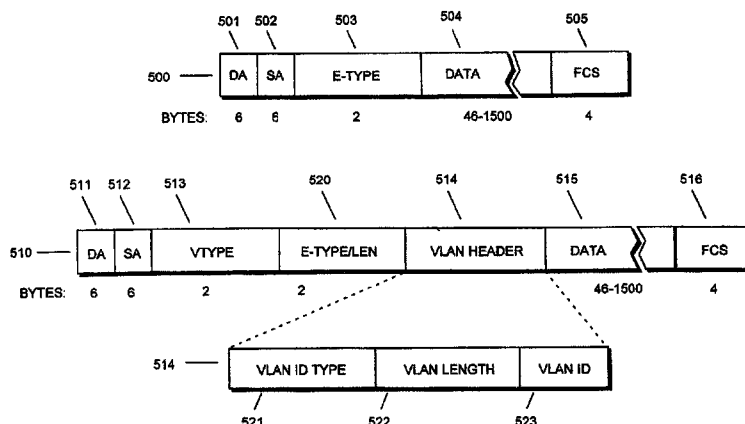 501 502 503 504 505
500 DA SA E-TYPE DATA FCS
BYTES: 6 6 2 46-1500 4
511 512 513 520 514 515 516
510 DA SA VTYPE E-TYPE/LEN VLAN HEADER DATA FCS
BYTES: 6 6 2 2 46-1500 4
514 VLAN ID TYPE VLAN LENGTH VLAN ID
521 522 523